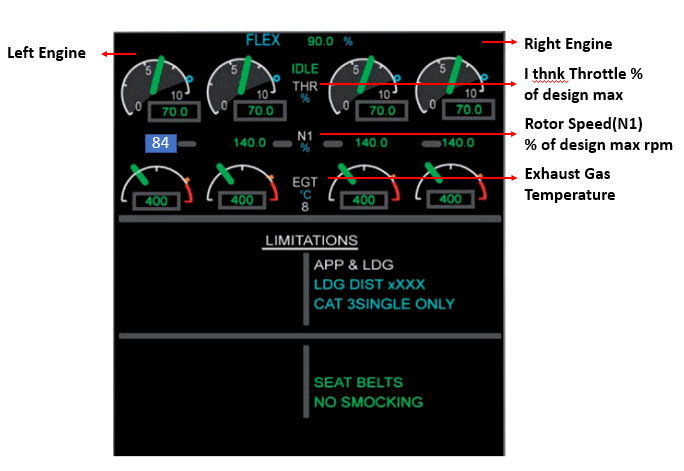 FLEX 90.0 %
Left Engine
Right Engine
IDLE
THR
%
I thnk Throttle %
of design max
5 5 5 5
0 10 0 10 0 10 0 10
70.0 70.0 70.0 70.0
Rotor Speed(N1)
% of design max rpm
84 140.0 N1 140.0 140.0
%
Exhaust Gas
Temperature
EGT
°C
400 400 8 400 400
LIMITATIONS
APP & LDG
LDG DIST xXXX
CAT 3SINGLE ONLY
SEAT BELTS
NO SMOCKING